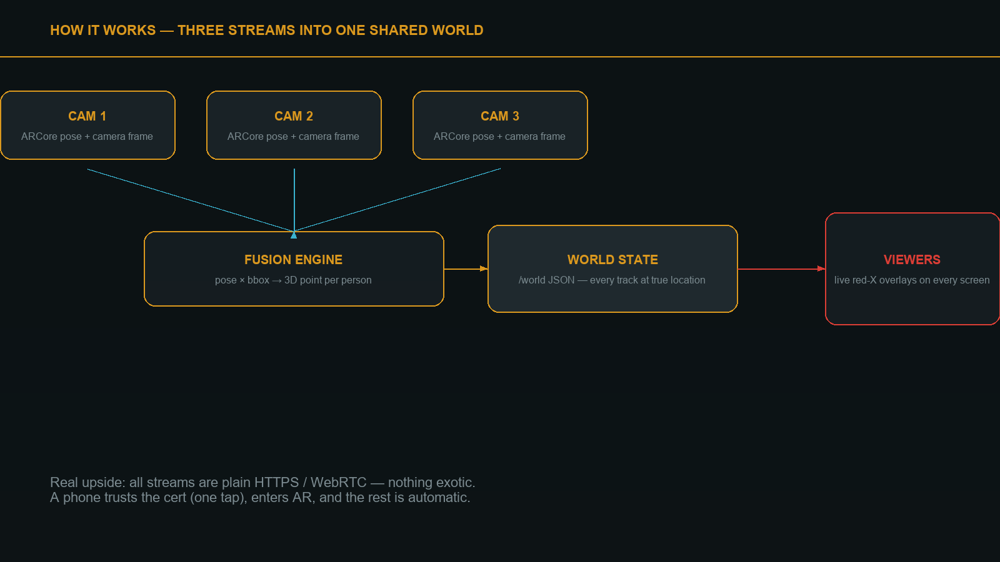 HOW IT WORKS — THREE STREAMS INTO ONE SHARED WORLD
CAM 1
ARCore pose + camera frame
CAM 2
ARCore pose + camera frame
CAM 3
ARCore pose + camera frame
FUSION ENGINE
pose × bbox → 3D point per person
WORLD STATE
/world JSON — every track at true location
VIEWERS
live red-X overlays on every screen
Real upside: all streams are plain HTTPS / WebRTC — nothing exotic.
A phone trusts the cert (one tap), enters AR, and the rest is automatic.